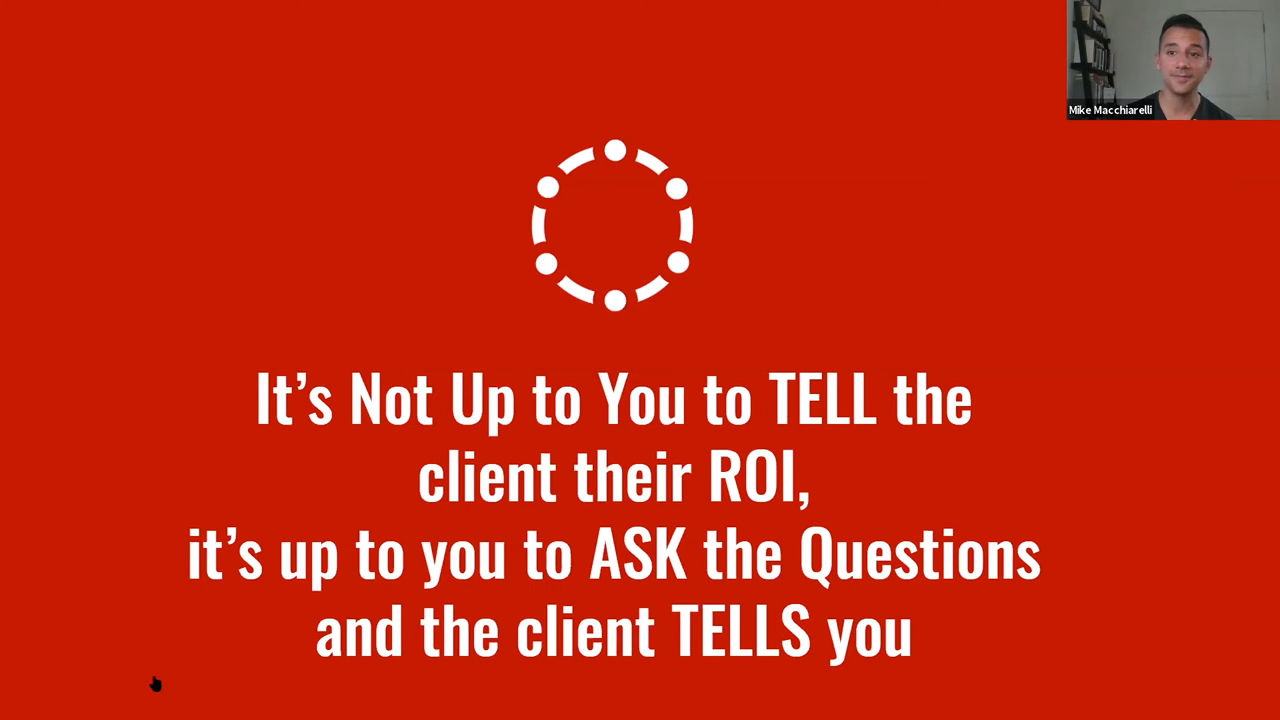 Mike Macchiarelli
It’s Not Up to You to TELL the
client their ROI,
it’s up to you to ASK the Questions
and the client TELLS you